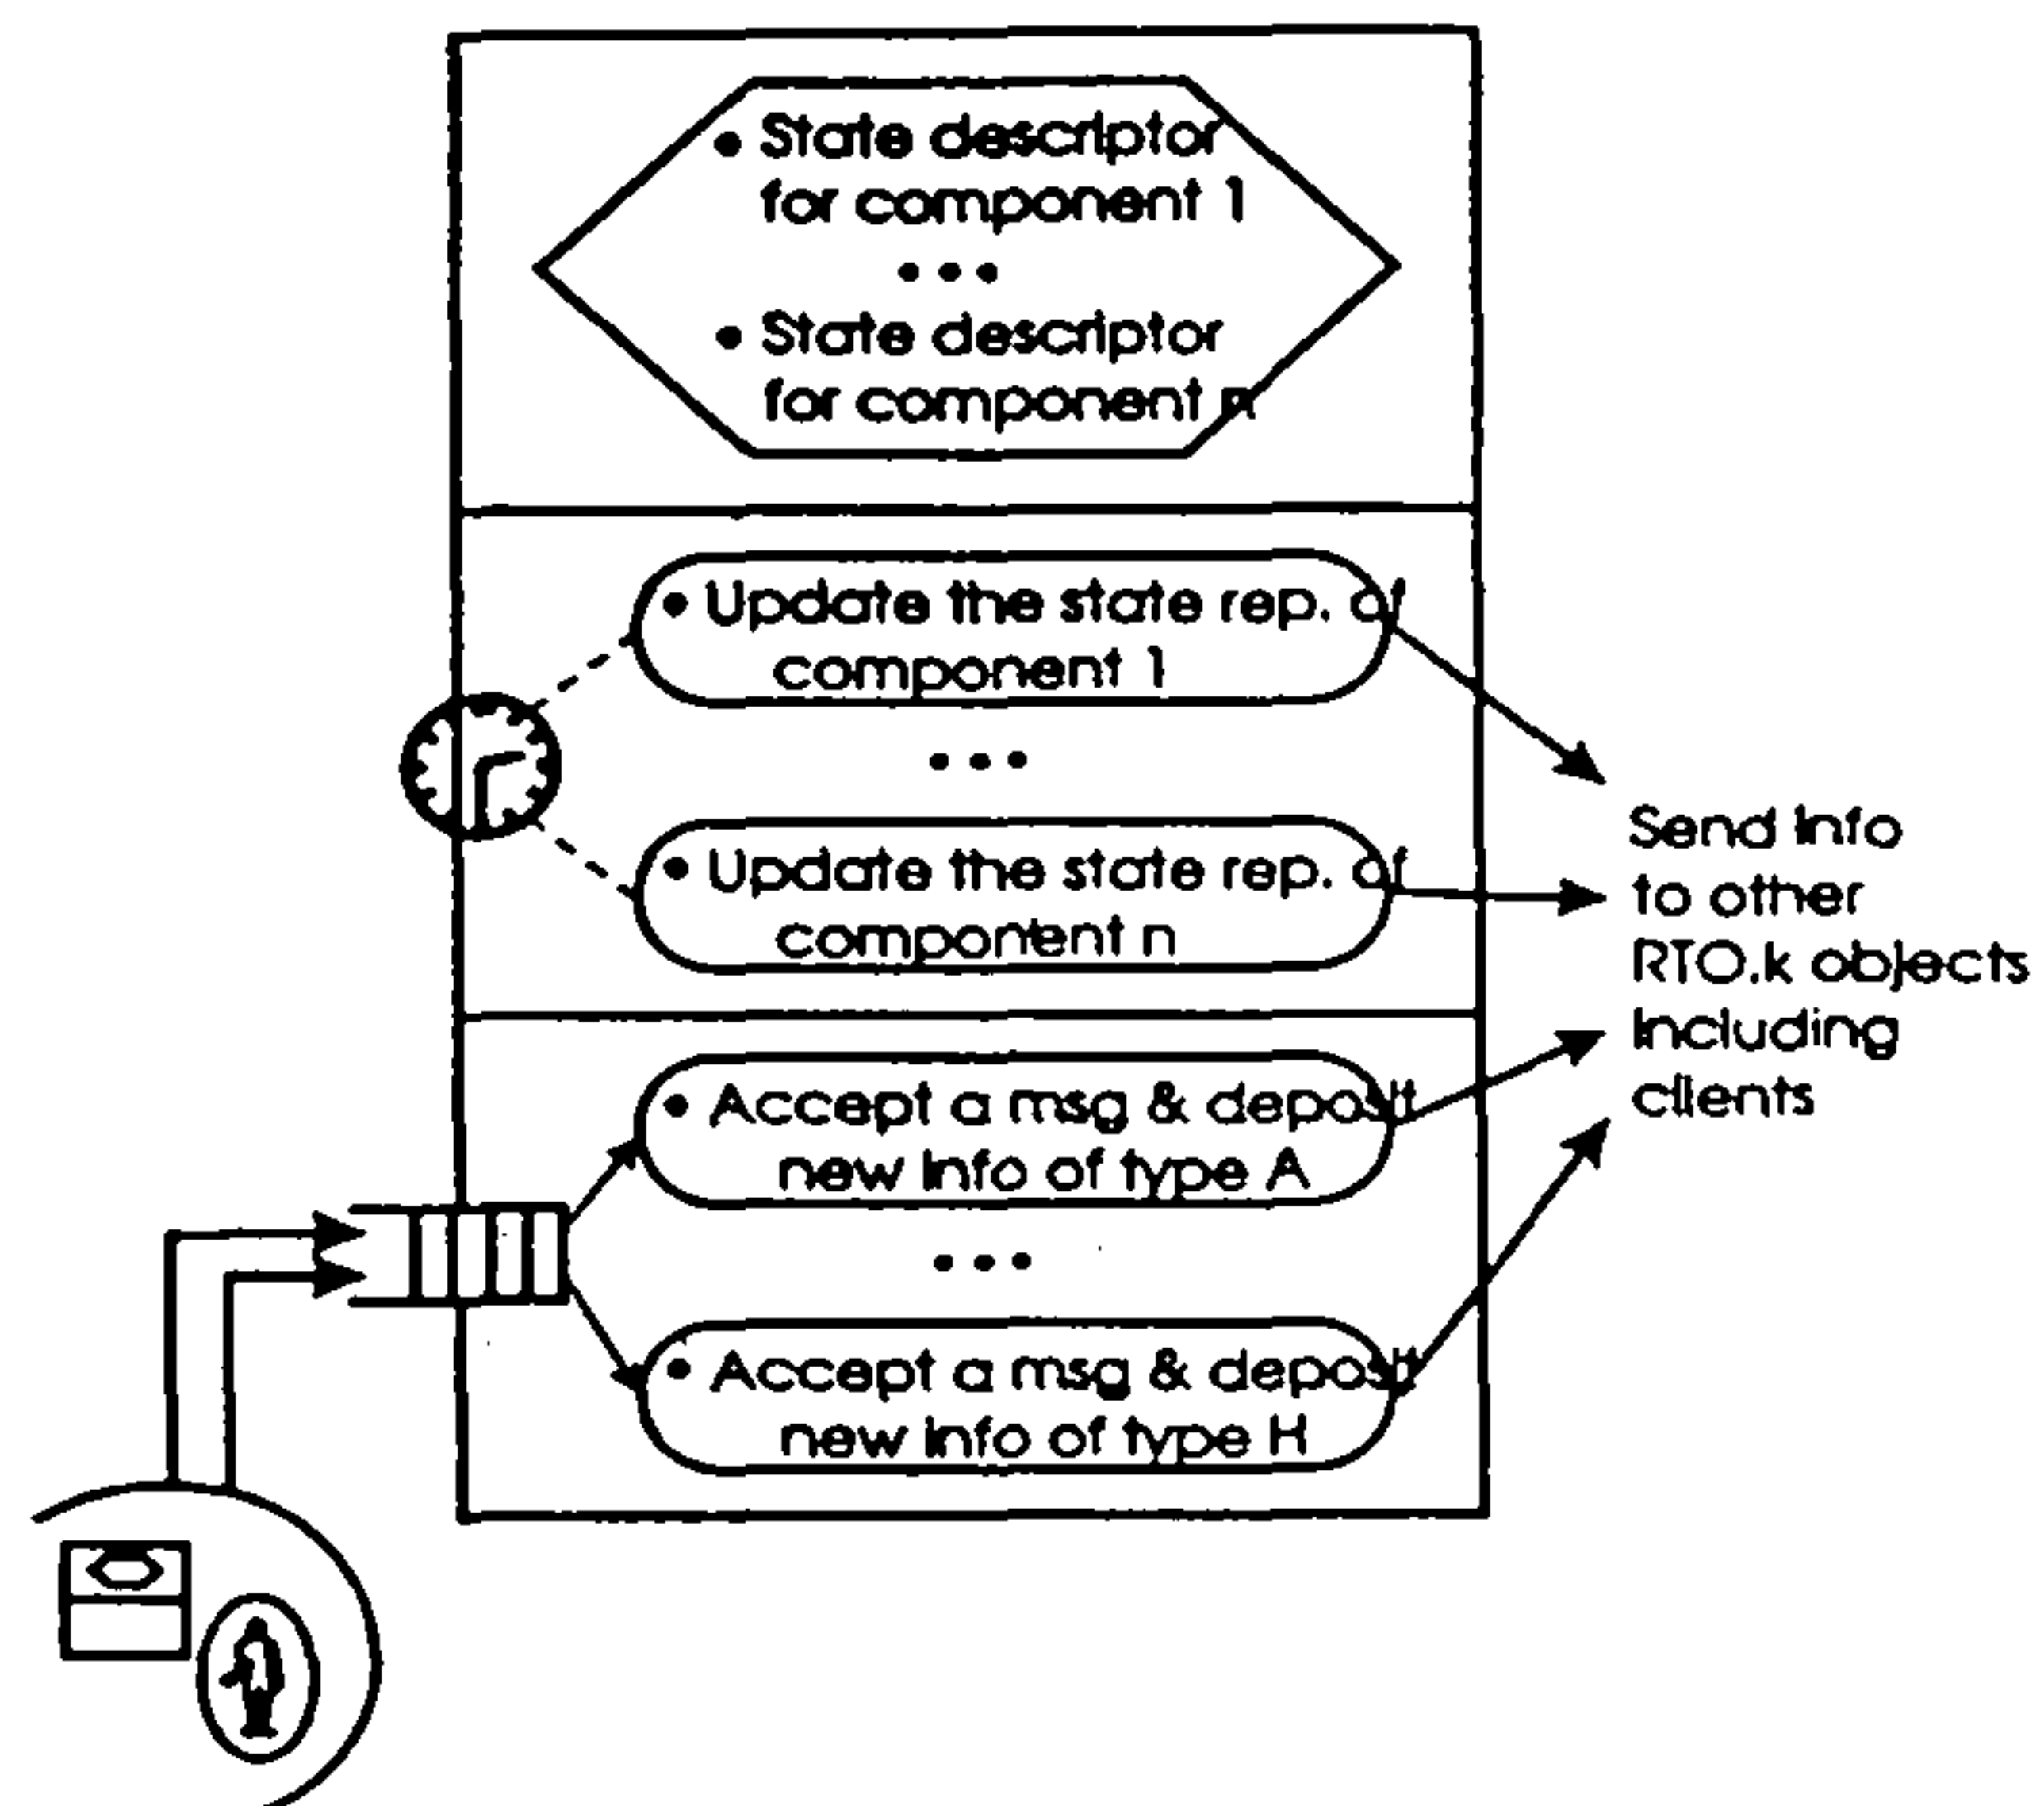 • State descriptor
for component 1
• • •
• State descriptor
for component n
• Update the state rep. of
component 1
• • •
• Update the state rep. of
component n
• Accept a msg & deposit
new info of type A
• • •
• Accept a msg & deposit
new info of type H
Send info
to other
RTO.k objects
including
clients